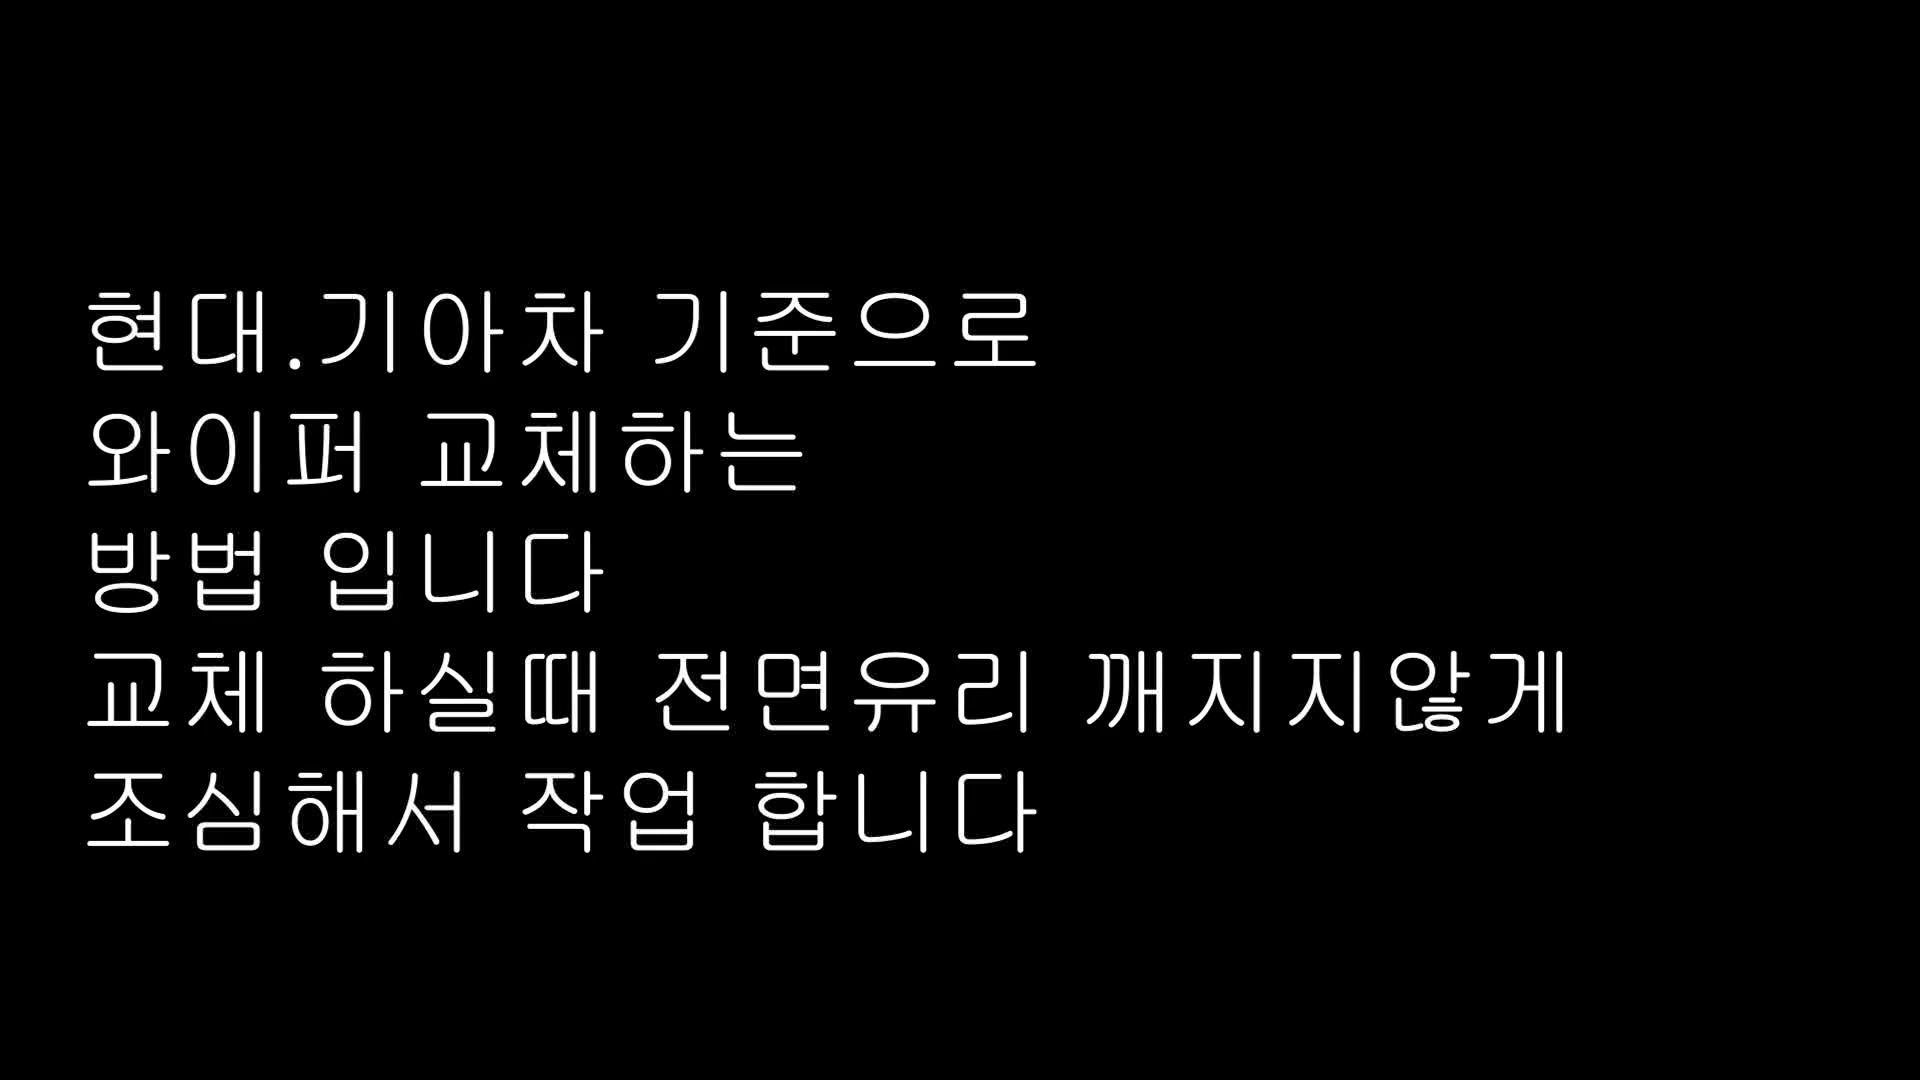 현대.기아차 기준으로
와이퍼 교체하는
방법 입니다
교체 하실때 전면유리 깨지지않게
조심해서 작업 합니다